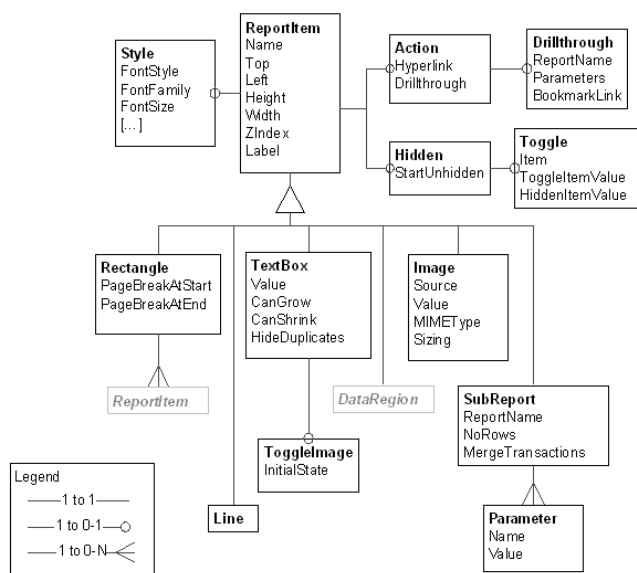 ReportItem
Name
Top
Left
Height
Width
ZIndex
Label
Style
FontStyle
FontFamily
FontSize
[...]
Action
Hyperlink
Drillthrough
Drillthrough
ReportName
Parameters
BookmarkLink
Hidden
StartUnhidden
Toggle
Item
ToggleItemValue
HiddenItemValue
Rectangle
PageBreakAtStart
PageBreakAtEnd
TextBox
Value
CanGrow
CanShrink
HideDuplicates
Image
Source
Value
MIMEType
Sizing
ReportItem
DataRegion
SubReport
ReportName
NoRows
MergeTransactions
ToggleImage
InitialState
Line
Parameter
Name
Value
Legend
1 to 1
1 to 0-1
1 to 0-N